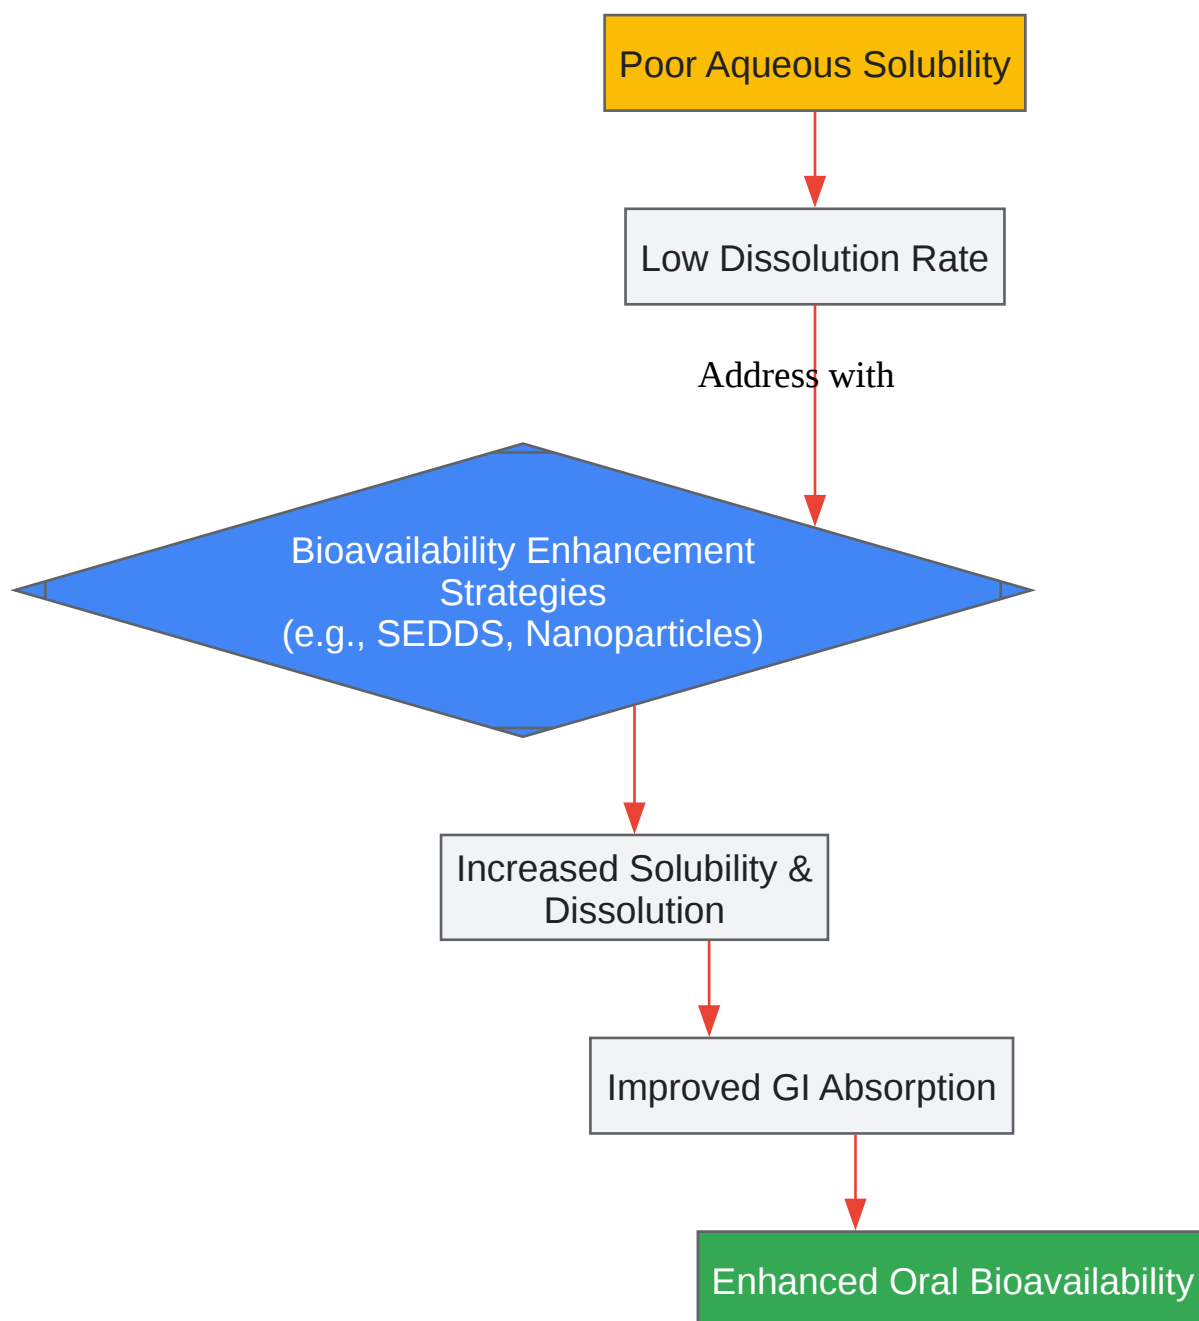 Poor Aqueous Solubility
Low Dissolution Rate
Address with
Bioavailability Enhancement
Strategies
(e.g., SEDDS, Nanoparticles)
Increased Solubility &
Dissolution
Improved GI Absorption
Enhanced Oral Bioavailability